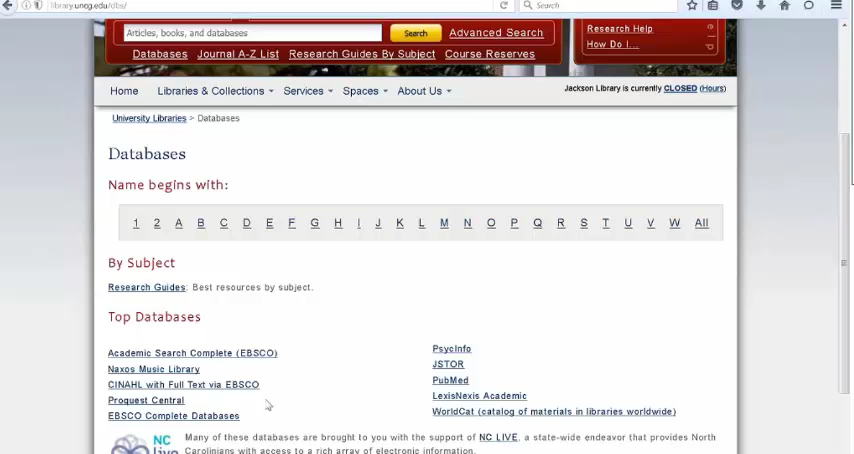 library.uncg.edu/dbs/
Search
Articles, books, and databases
Search
Advanced Search
Research Help
How Do I...
Databases Journal A-Z List Research Guides By Subject Course Reserves
Home Libraries & Collections Services Spaces About Us
Jackson Library is currently CLOSED (Hours)
University Libraries > Databases
Databases
Name begins with:
1 2 A B C D E F G H I J K L M N O P Q R S T U V W All
By Subject
Research Guides: Best resources by subject.
Top Databases
Academic Search Complete (EBSCO)
Naxos Music Library
CINAHL with Full Text via EBSCO
Proquest Central
EBSCO Complete Databases
PsycInfo
JSTOR
PubMed
LexisNexis Academic
WorldCat (catalog of materials in libraries worldwide)
NC
live
Many of these databases are brought to you with the support of NC LIVE, a state-wide endeavor that provides North
Carolinians with access to a rich array of electronic information.